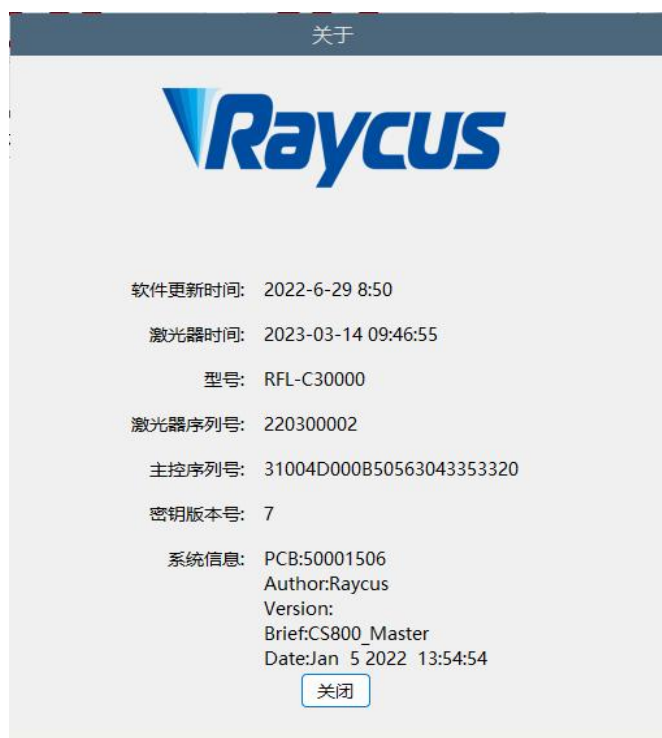 关于
Raycus
软件更新时间: 2022-6-29 8:50
激光器时间: 2023-03-14 09:46:55
型号: RFL-C30000
激光器序列号: 220300002
主控序列号: 31004D000B50563043353320
密钥版本号: 7
系统信息: PCB:50001506
Author:Raycus
Version:
Brief:CS800_Master
Date:Jan  5 2022  13:54:54
关闭